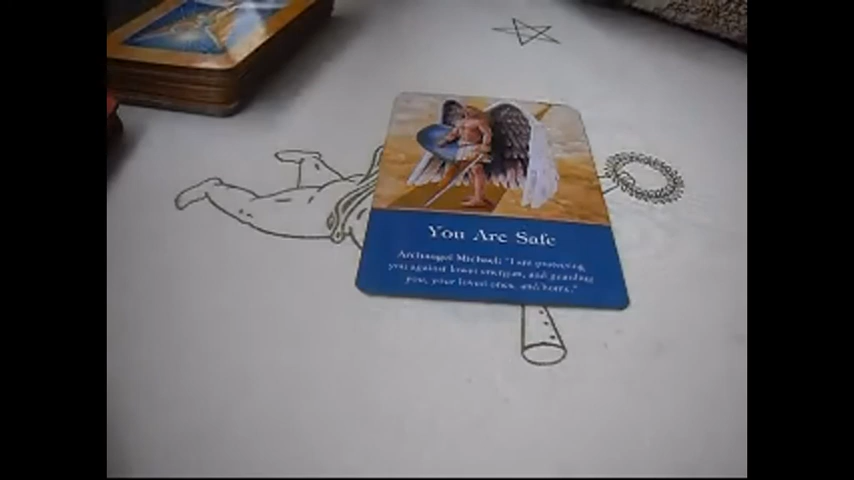 You Are Safe
Archangel Michael: "I am protecting
you against lower energies, and guarding
you, your loved ones, and home."